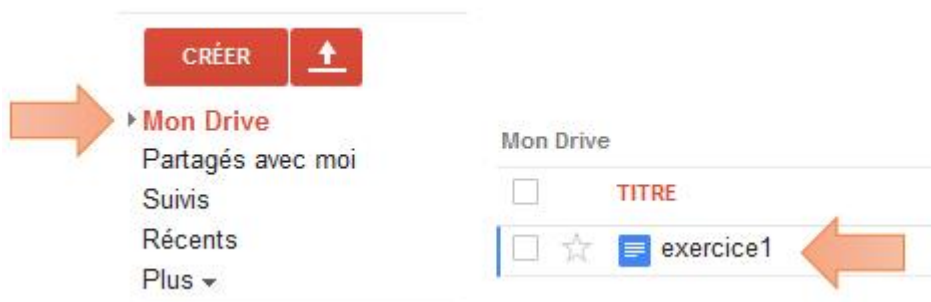 CRÉER
Mon Drive
Partagés avec moi
Suivis
Récents
Plus
Mon Drive
TITRE
exercice1